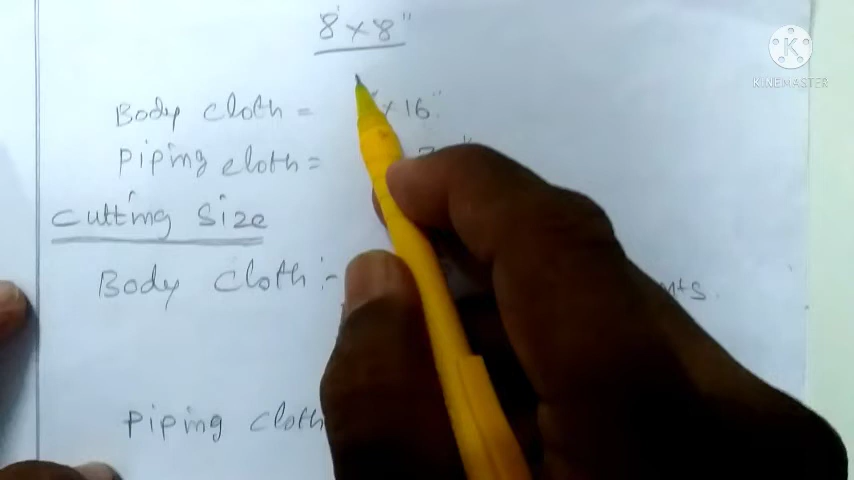 8" x 8"
Body cloth = x 16"
Piping cloth =
Cutting Size
Body cloth :-
Piping cloth
KINEMASTER